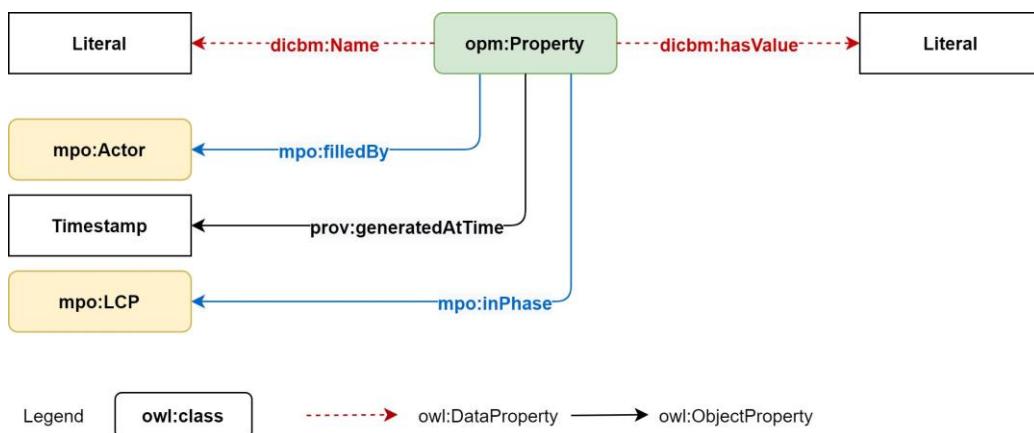 Literal
dicbm:Name
opm:Property
dicbm:hasValue
Literal
mpo:Actor
mpo:filledBy
Timestamp
prov:generatedAtTime
mpo:LCP
mpo:inPhase
Legend
owl:class
owl:DataProperty
owl:ObjectProperty